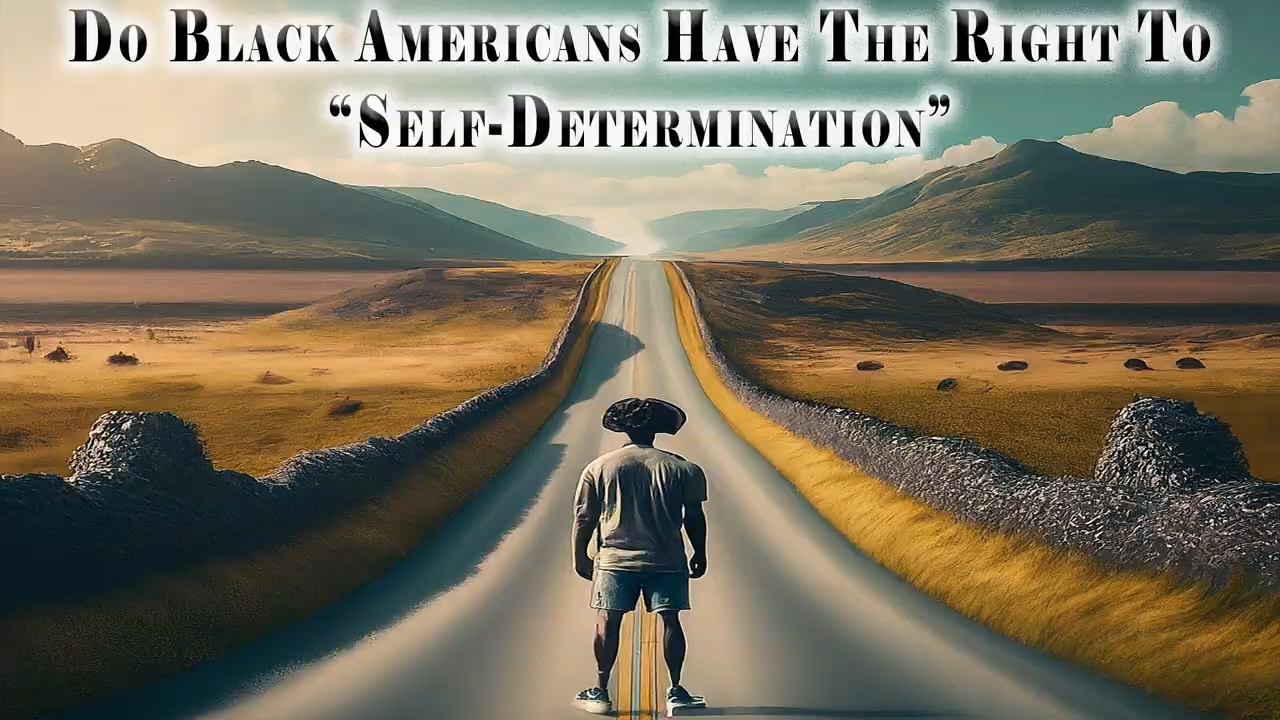 Do Black Americans Have The Right To
“Self-Determination”